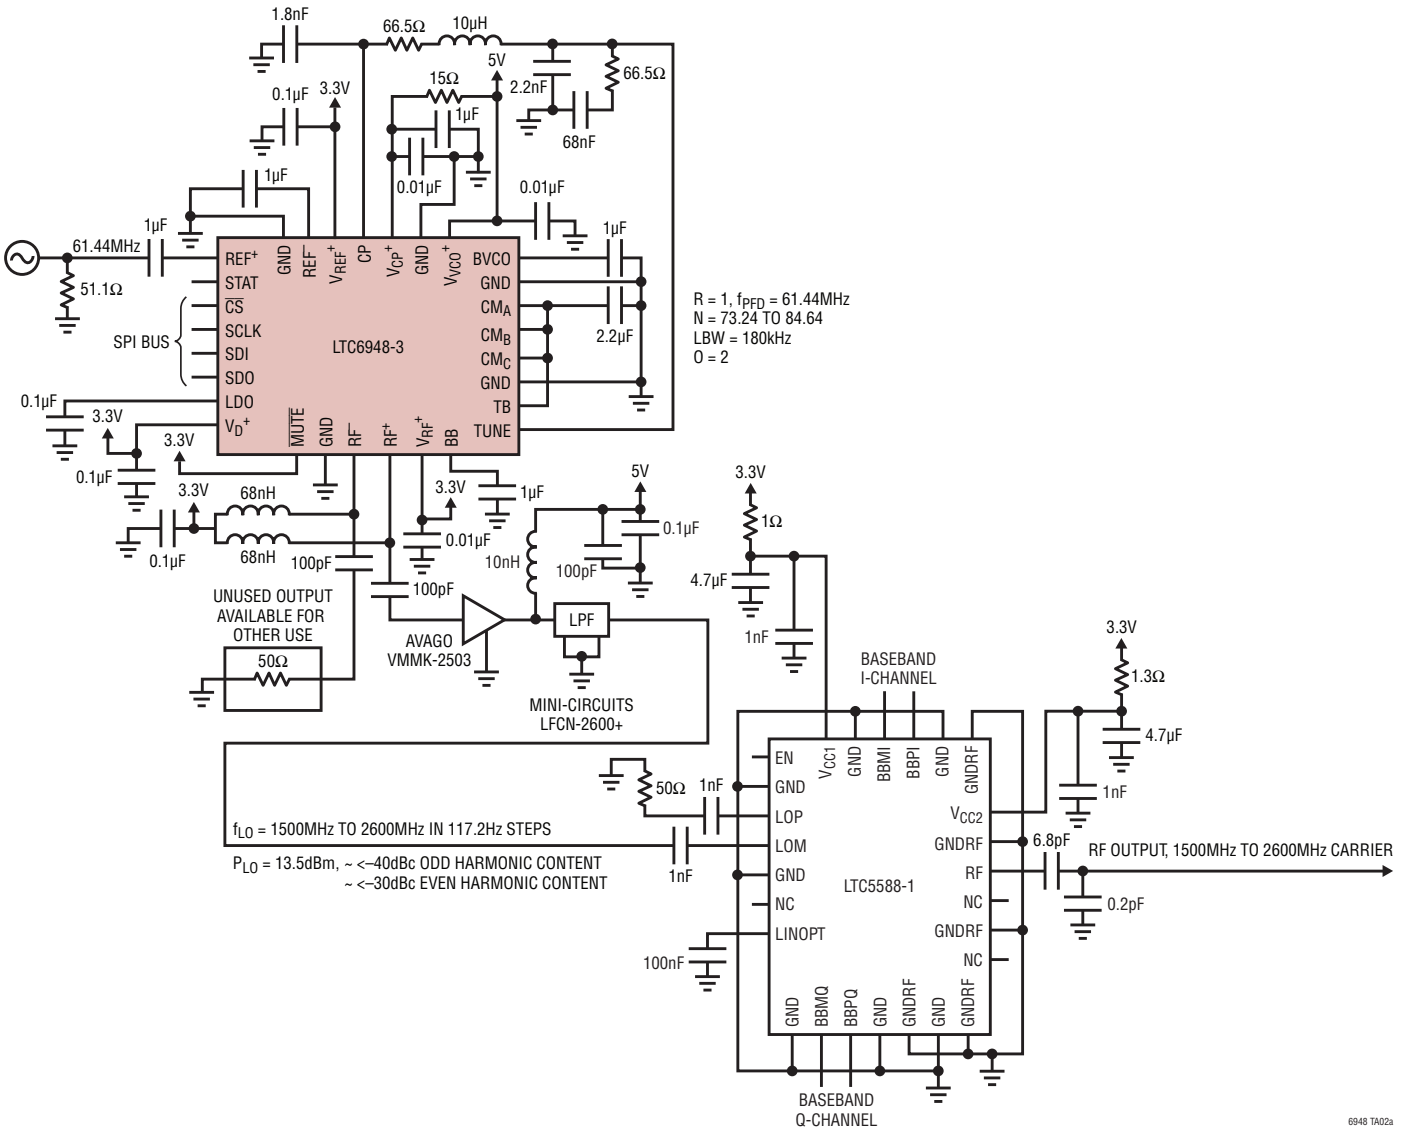 1.8nF
66.5Ω
10µH
5V
15Ω
2.2nF
66.5Ω
0.1µF
3.3V
1µF
68nF
1µF
0.01µF
0.01µF
1µF
61.44MHz
1µF
51.1Ω
SPI BUS
REF+
STAT
CS
SCLK
SDI
SDO
LDO
VD+
GND
REF–
VREF+
CP
VCP+
GND
VVCO+
BVCO
GND
CMA
CMB
CMC
GND
TB
TUNE
LTC6948-3
MUTE
GND
RF–
RF+
VRF+
BB
2.2µF
R = 1, fPFD = 61.44MHz
N = 73.24 TO 84.64
LBW = 180kHz
O = 2
0.1µF
3.3V
3.3V
0.1µF
3.3V
68nH
68nH
0.1µF
100pF
100pF
3.3V
0.01µF
1µF
5V
0.1µF
10nH
100pF
UNUSED OUTPUT
AVAILABLE FOR
OTHER USE
50Ω
AVAGO
VMMK-2503
LPF
MINI-CIRCUITS
LFCN-2600+
3.3V
1Ω
4.7µF
1nF
BASEBAND
I-CHANNEL
3.3V
1.3Ω
4.7µF
1nF
50Ω
1nF
fLO = 1500MHz TO 2600MHz IN 117.2Hz STEPS
PLO = 13.5dBm, ~ <–40dBc ODD HARMONIC CONTENT
~ <–30dBc EVEN HARMONIC CONTENT
1nF
EN
GND
LOP
LOM
GND
NC
LINOPT
VCC1
GND
BBMI
BBPI
GND
GNDRF
VCC2
GNDRF
RF
NC
GNDRF
NC
LTC5588-1
GND
BBMQ
BBPQ
GND
GNDRF
GND
GNDRF
100nF
6.8pF
RF OUTPUT, 1500MHz TO 2600MHz CARRIER
0.2pF
BASEBAND
Q-CHANNEL
6948 TA02a